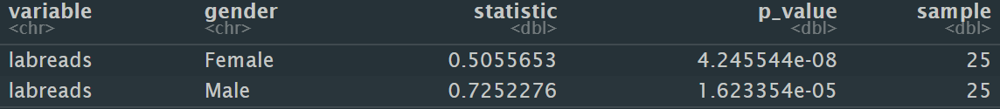 variable gender statistic p_value sample
<chr> <chr> <dbl> <dbl> <dbl>
labreads Female 0.5055653 4.245544e-08 25
labreads Male 0.7252276 1.623354e-05 25